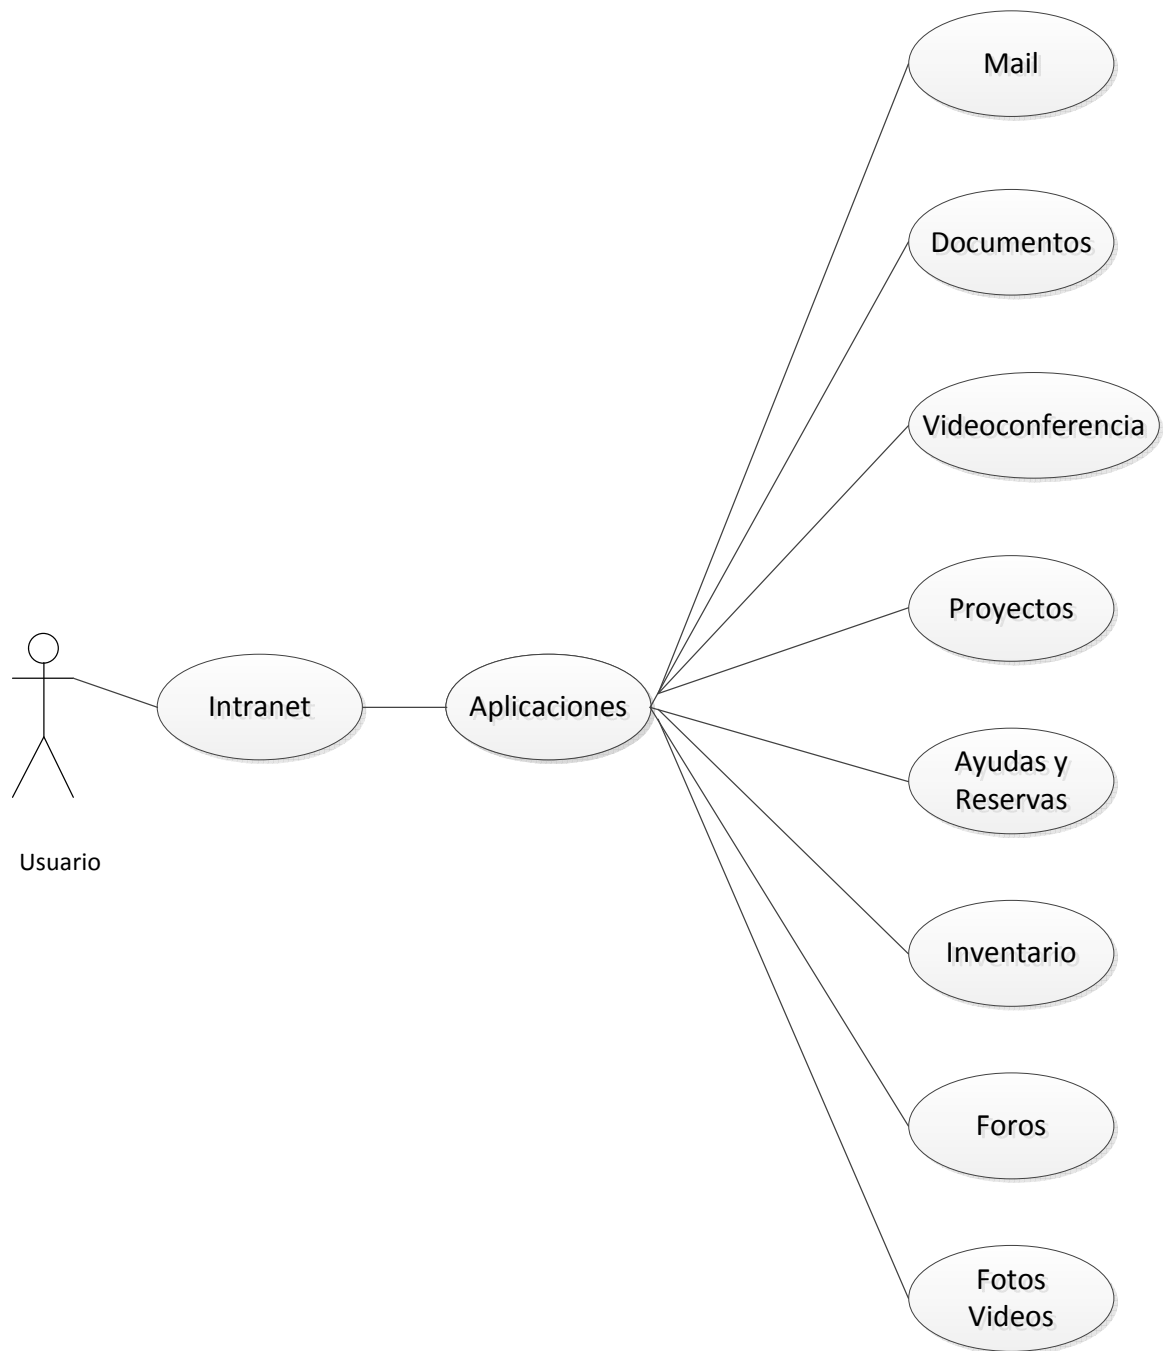 Mail
Documentos
Videoconferencia
Proyectos
Intranet
Aplicaciones
Ayudas y
Reservas
Usuario
Inventario
Foros
Fotos
Videos